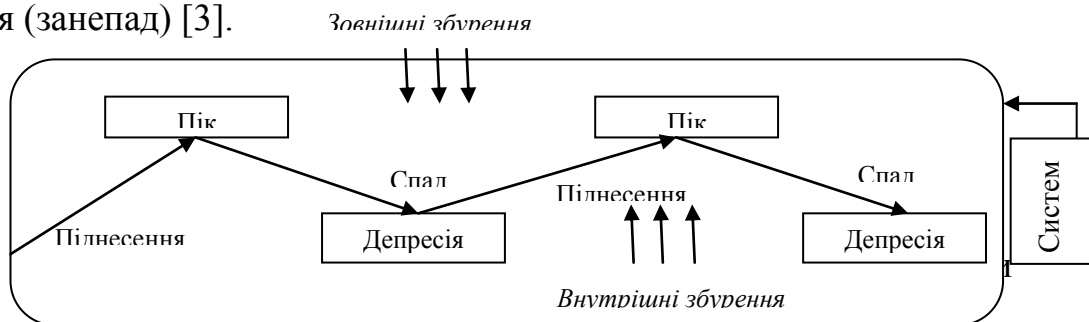 я (занепад) [3].
Зовнішні збурення
Пік
Пік
Спад
Спад
Піднесення
Піднесення
Депресія
Депресія
Систем
Внутрішні збурення